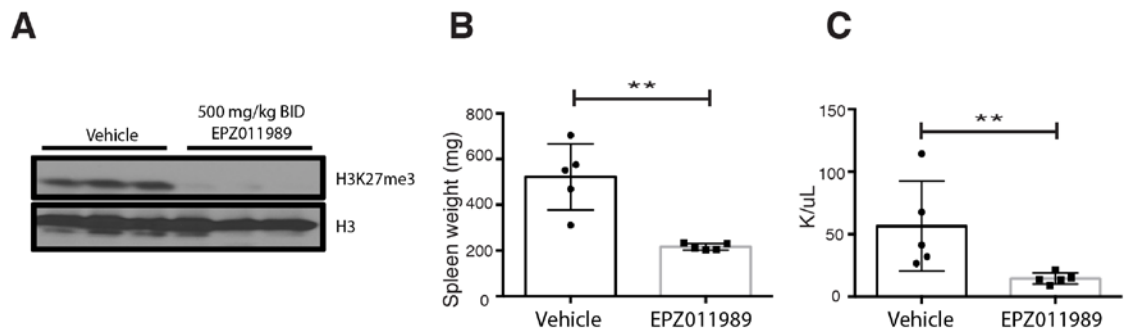 A
Vehicle
500 mg/kg BID
EPZ011989
H3K27me3
H3
B
**
Spleen weight (mg)
800
600
400
200
0
Vehicle
EPZ011989
C
**
K/uL
150
100
50
0
Vehicle
EPZ011989